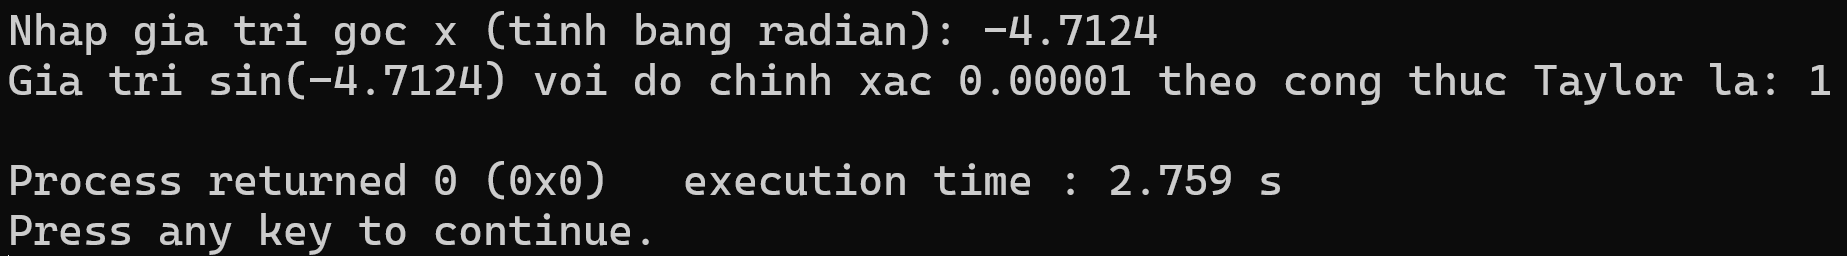 Nhap gia tri goc x (tinh bang radian): -4.7124
Gia tri sin(-4.7124) voi do chinh xac 0.00001 theo cong thuc Taylor la: 1
Process returned 0 (0x0)   execution time : 2.759 s
Press any key to continue.